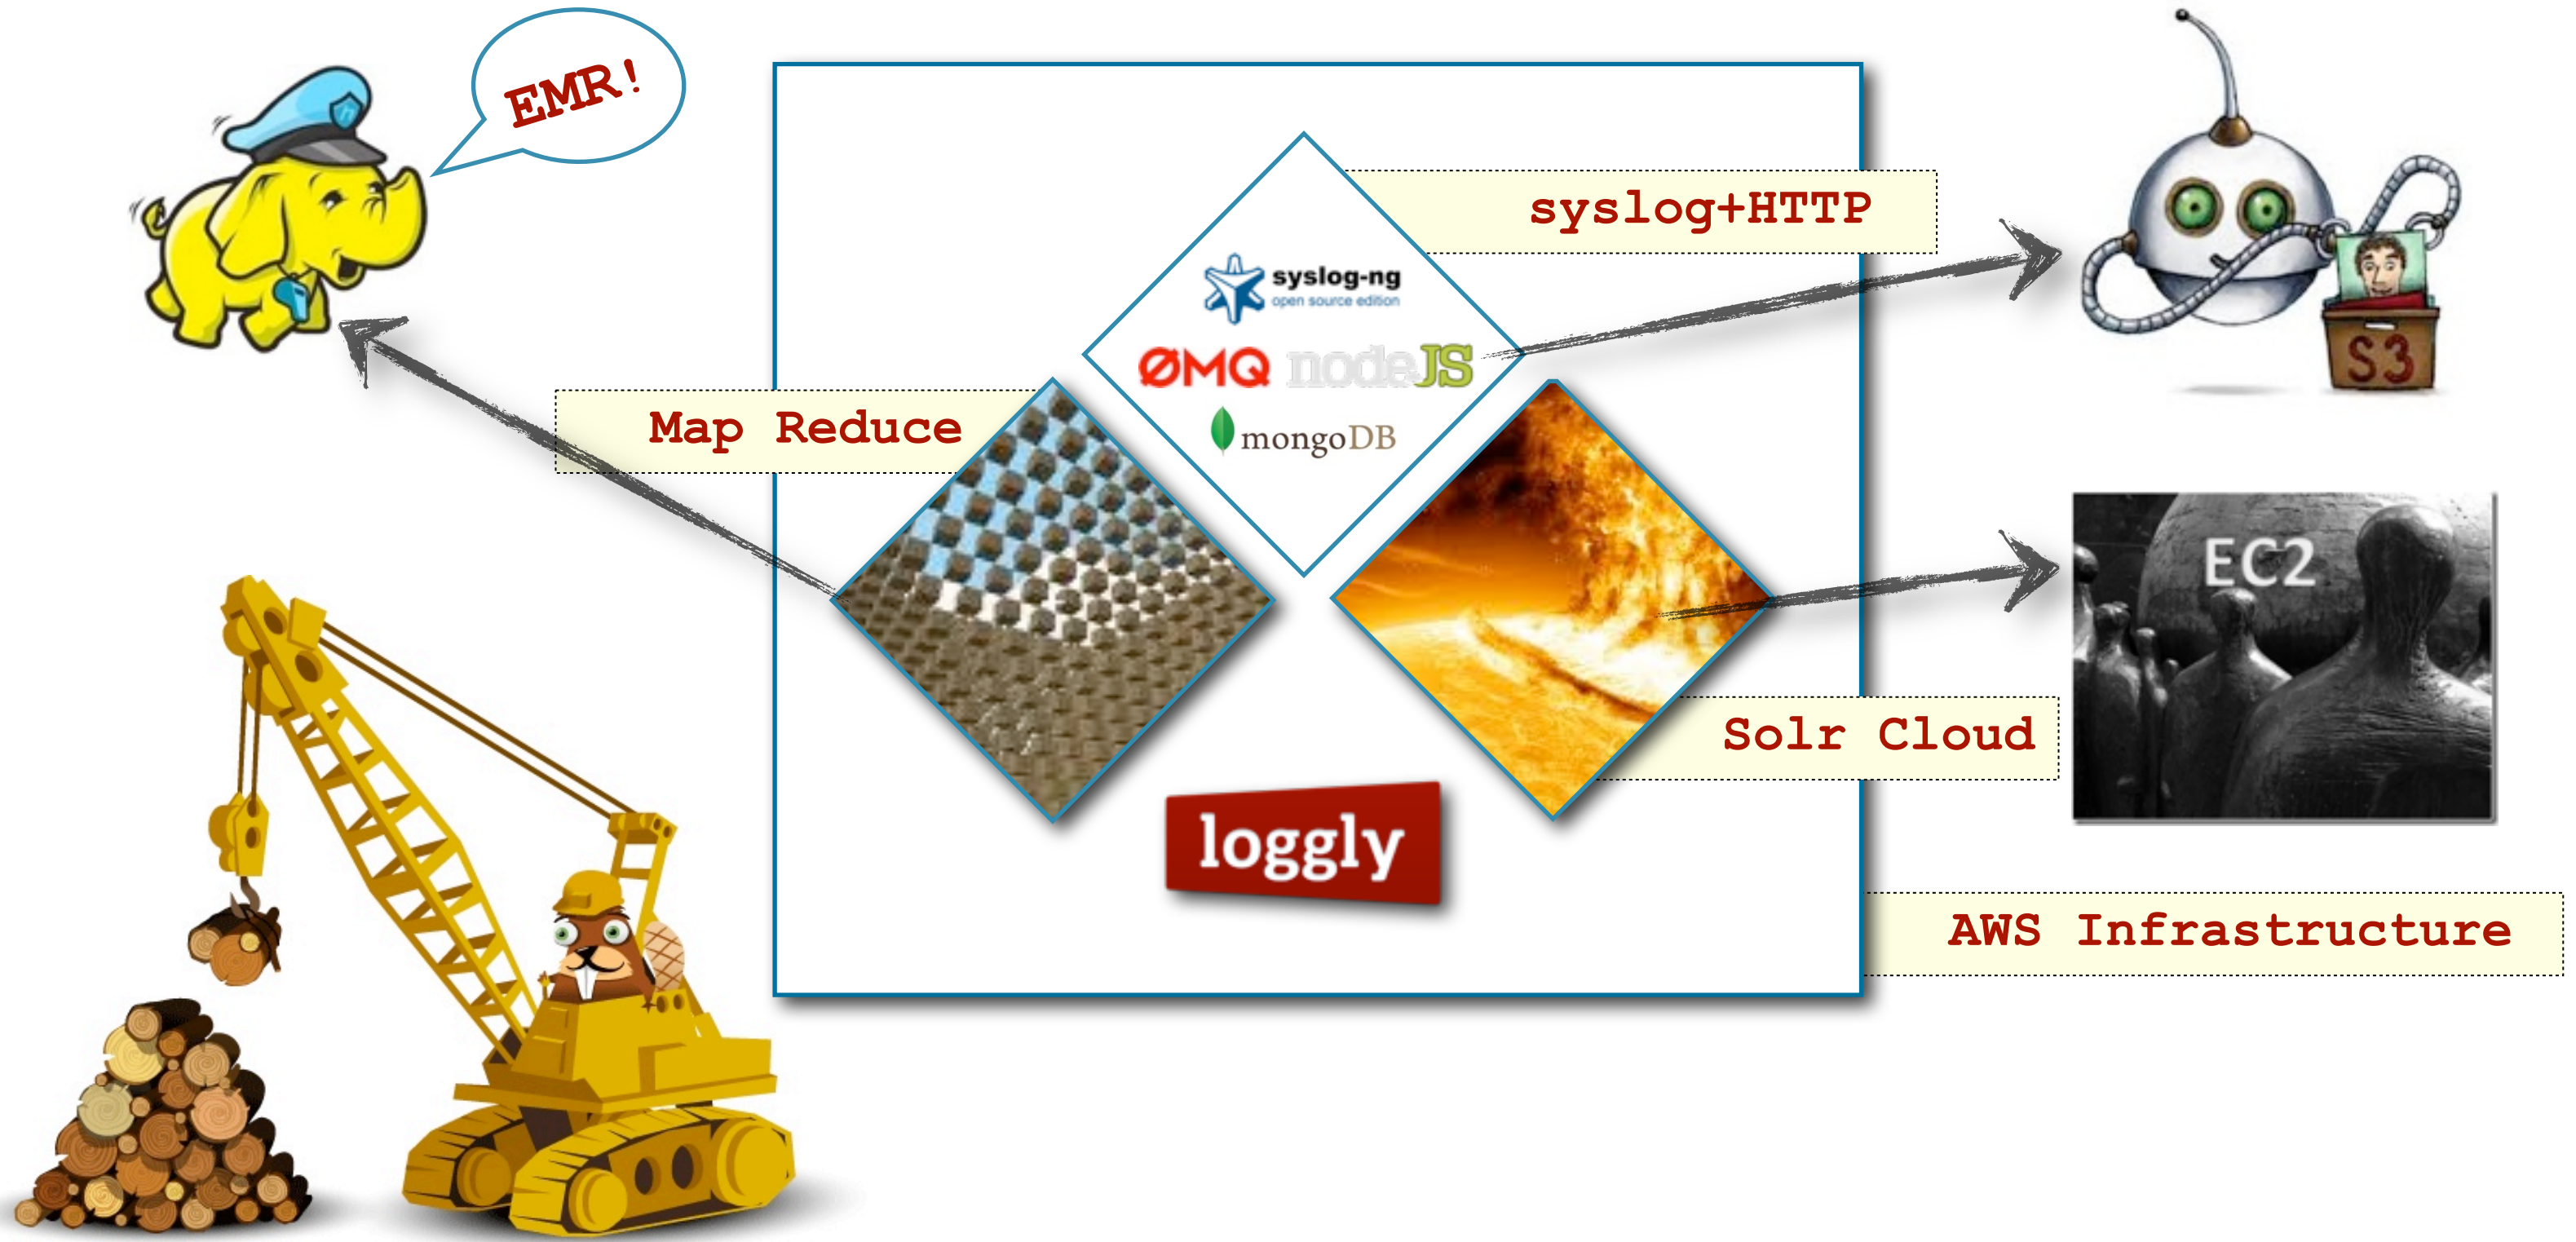 EMR!
syslog+HTTP
syslog-ng
open source edition
ØMQ nodeJS
mongoDB
S3
Map Reduce
EC2
Solr Cloud
loggly
AWS Infrastructure